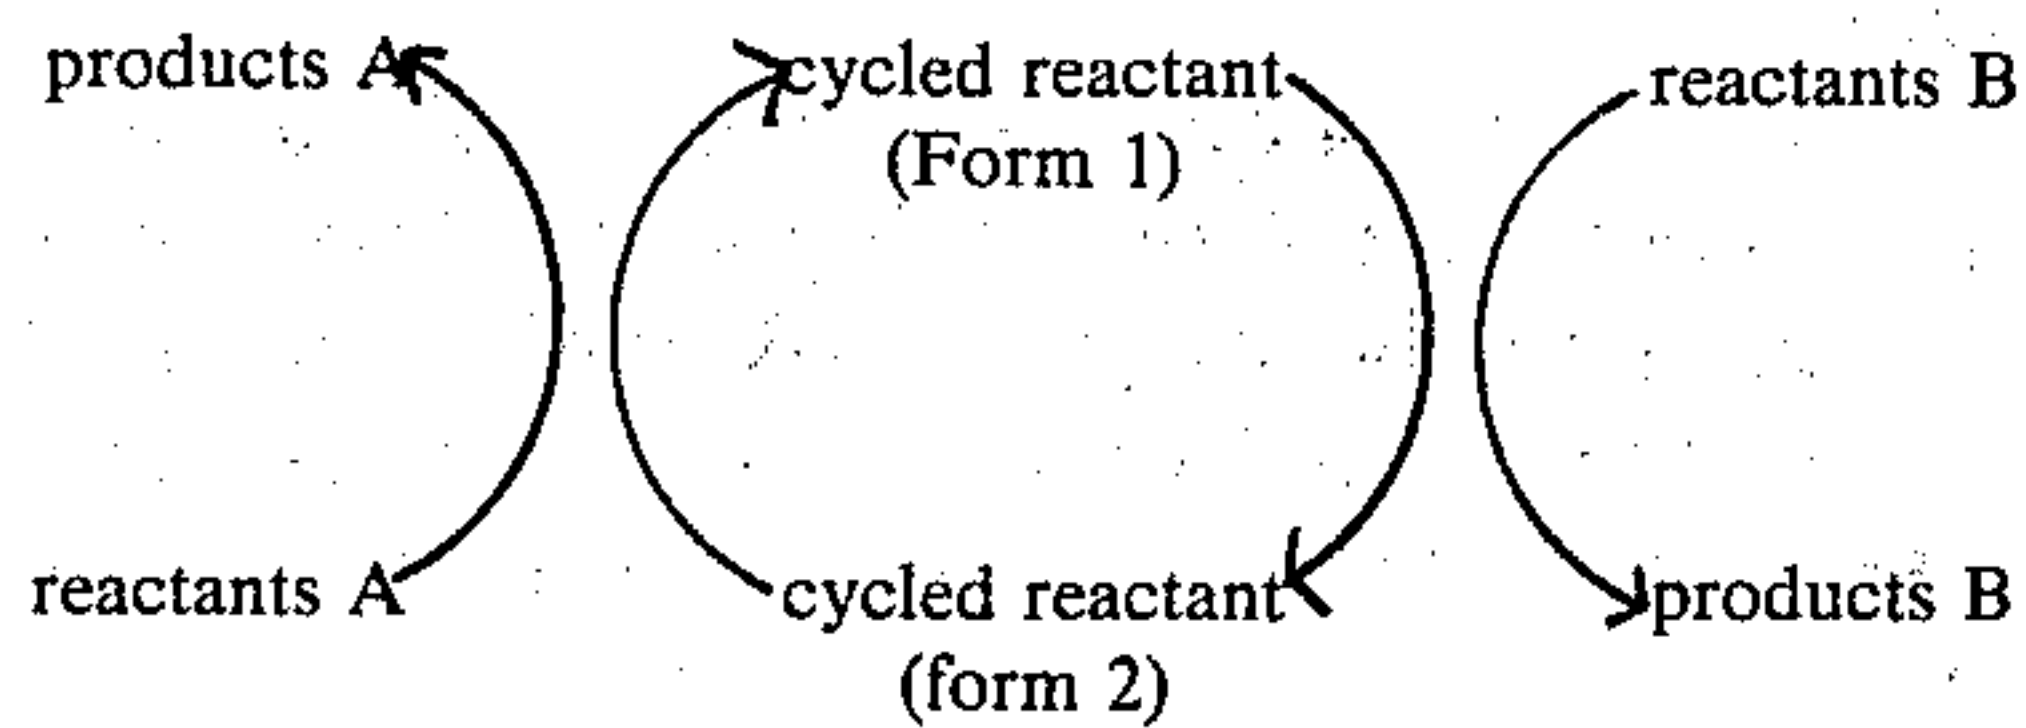 products A cycled reactant reactants B
(Form 1)
reactants A cycled reactant products B
(form 2)